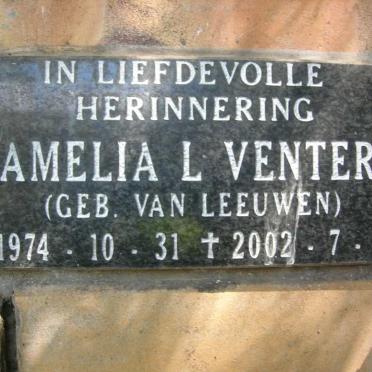 IN LIEFDEVOLLE
HERINNERING
AMELIA L VENTER
(GEB. VAN LEEUWEN)
1974 - 10 - 31 ✝ 2002 - 7 -